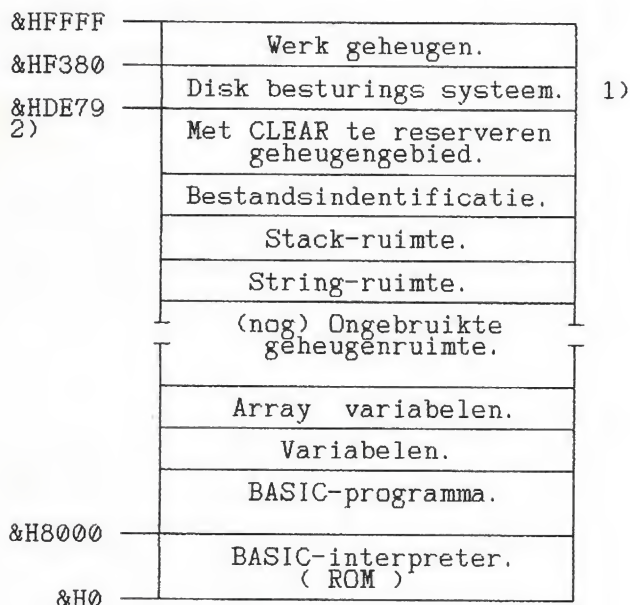 &HFFFF
Werk geheugen.
&HF380
Disk besturings systeem. 1)
&HDE79
2)
Met CLEAR te reserveren
geheugengebied.
Bestandsindentificatie.
Stack-ruimte.
String-ruimte.
(nog) Ongebruikte
geheugenruimte.
Array variabelen.
Variabelen.
BASIC-programma.
&H8000
BASIC-interpreter.
( ROM )
&H0